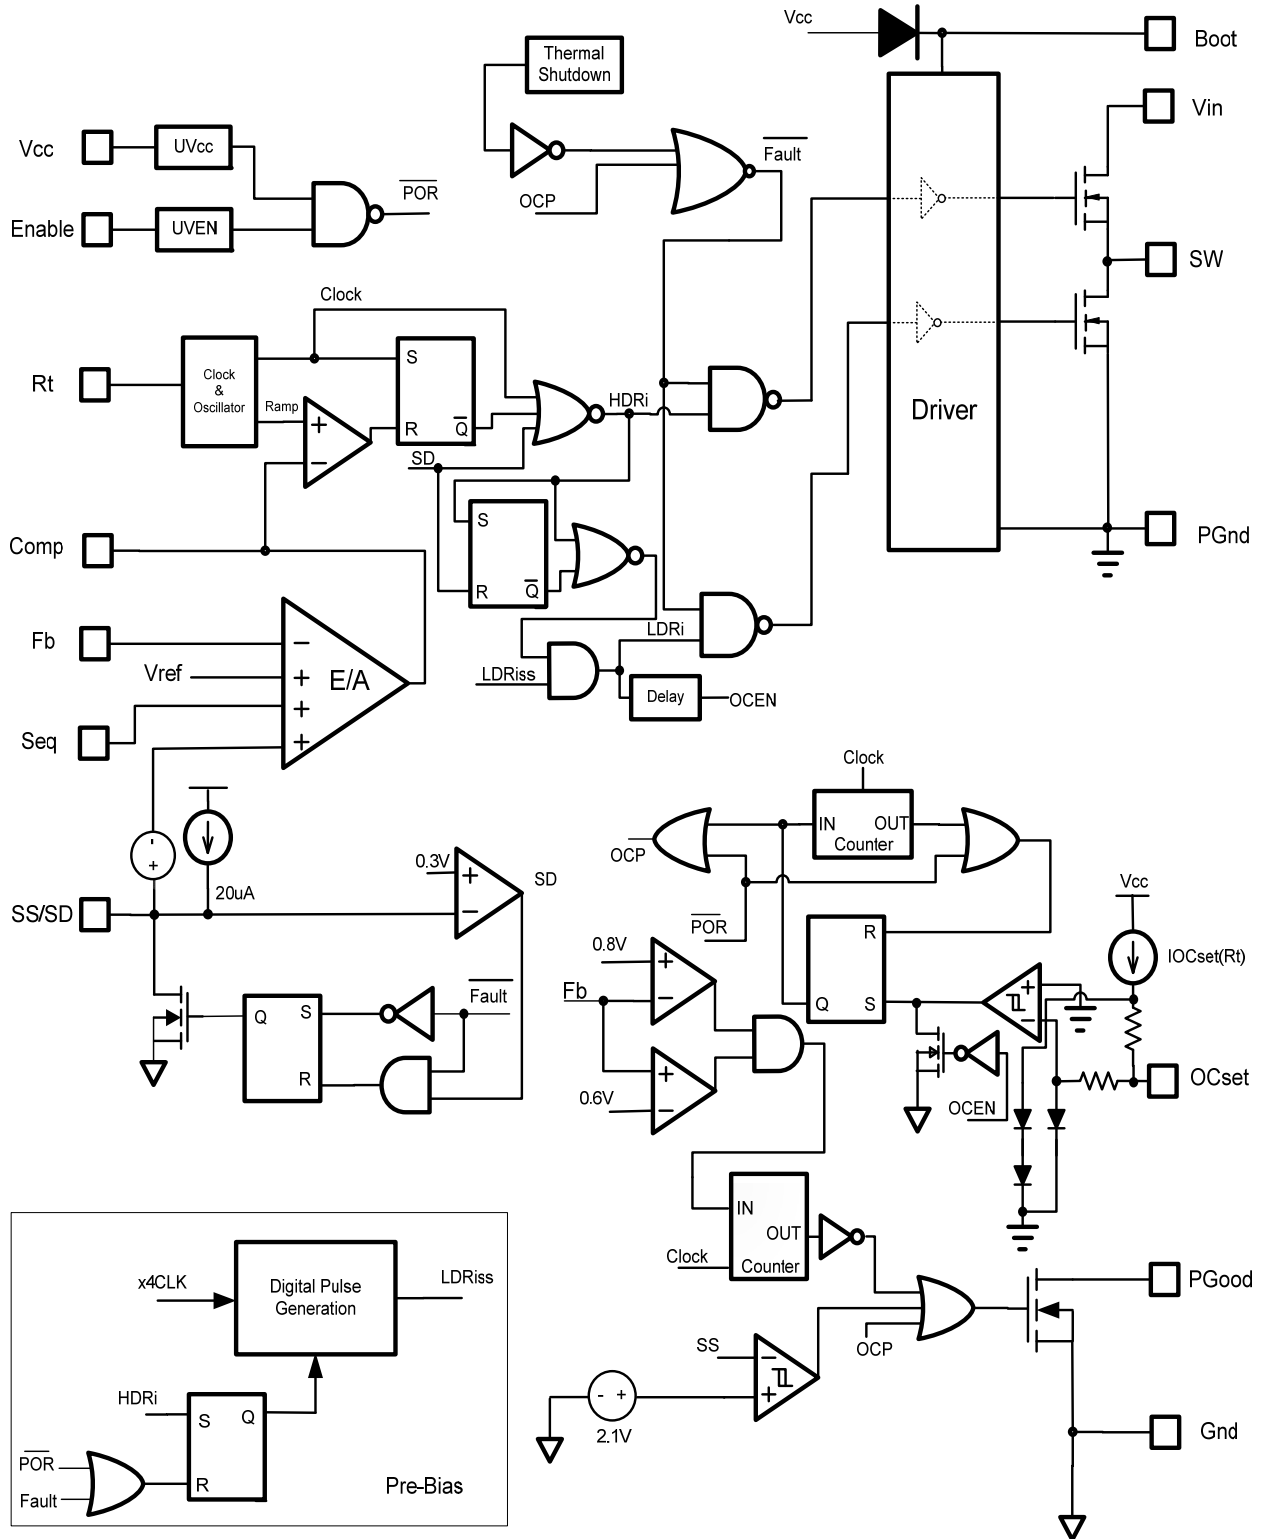 Vcc
Boot
Thermal
Shutdown
Vin
Vcc
UVcc
Fault
POR
OCP
Enable
UVEN
SW
Clock
Rt
Clock
&
Oscillator
Ramp
+
−
S
R
Q
HDRi
SD
Driver
S
R
Q
Comp
PGnd
Fb
−
Vref
+
E/A
+
+
Seq
LDRi
LDRiss
Delay
OCEN
Clock
IN
OUT
Counter
OCP
-
+
20uA
0.3V
+
−
SD
SS/SD
POR
Vcc
IOCset(Rt)
R
Q
S
+
−
0.8V
+
−
Fb
Fault
Q
S
R
+
−
0.6V
OCEN
OCset
IN
OUT
Counter
Clock
x4CLK
Digital Pulse
Generation
LDRiss
PGood
SS
−
+
OCP
- +
2.1V
HDRi
S
Q
R
POR
Fault
Pre-Bias
Gnd